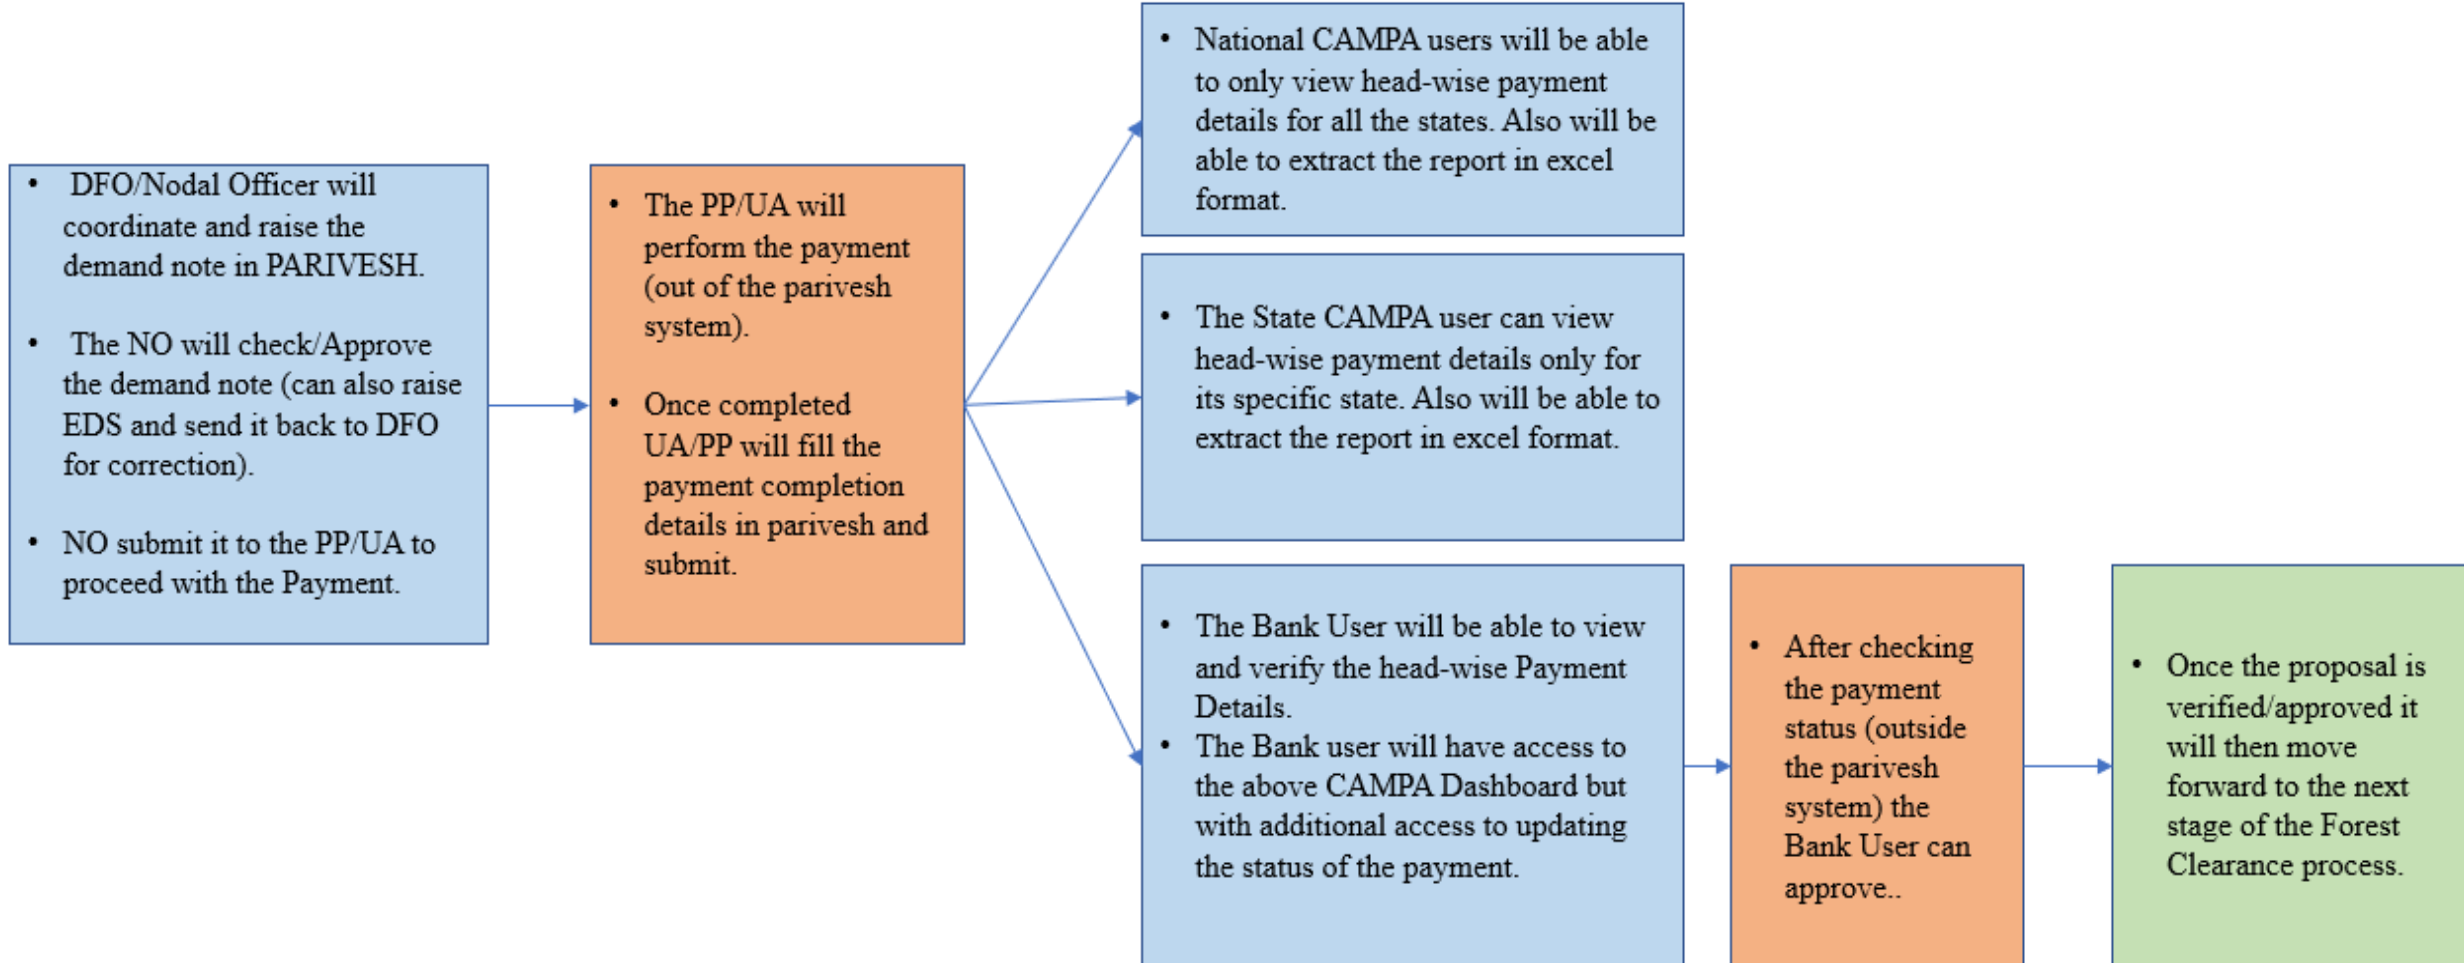 • DFO/Nodal Officer will
coordinate and raise the
demand note in PARIVESH.
• The NO will check/Approve
the demand note (can also raise
EDS and send it back to DFO
for correction).
• NO submit it to the PP/UA to
proceed with the Payment.
• The PP/UA will
perform the payment
(out of the parivesh
system).
• Once completed
UA/PP will fill the
payment completion
details in parivesh and
submit.
• National CAMPA users will be able
to only view head-wise payment
details for all the states. Also will be
able to extract the report in excel
format.
• The State CAMPA user can view
head-wise payment details only for
its specific state. Also will be able to
extract the report in excel format.
• The Bank User will be able to view
and verify the head-wise Payment
Details.
• The Bank user will have access to
the above CAMPA Dashboard but
with additional access to updating
the status of the payment.
• After checking
the payment
status (outside
the parivesh
system) the
Bank User can
approve..
• Once the proposal is
verified/approved it
will then move
forward to the next
stage of the Forest
Clearance process.